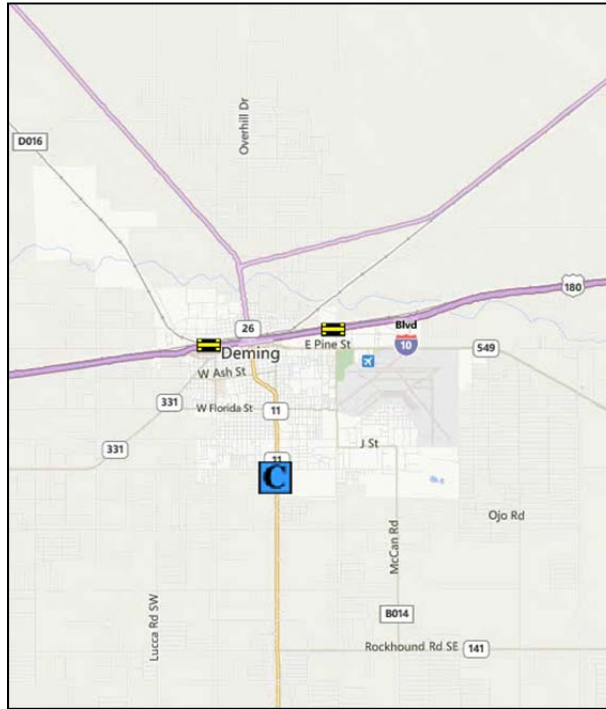 Overhill Dr
D016
180
26
Blvd
10
E Pine St
549
Deming
W Ash St
331
W Florida St
11
J St
331
11
C
Ojo Rd
McCan Rd
Lucca Rd SW
B014
Rockhound Rd SE
141